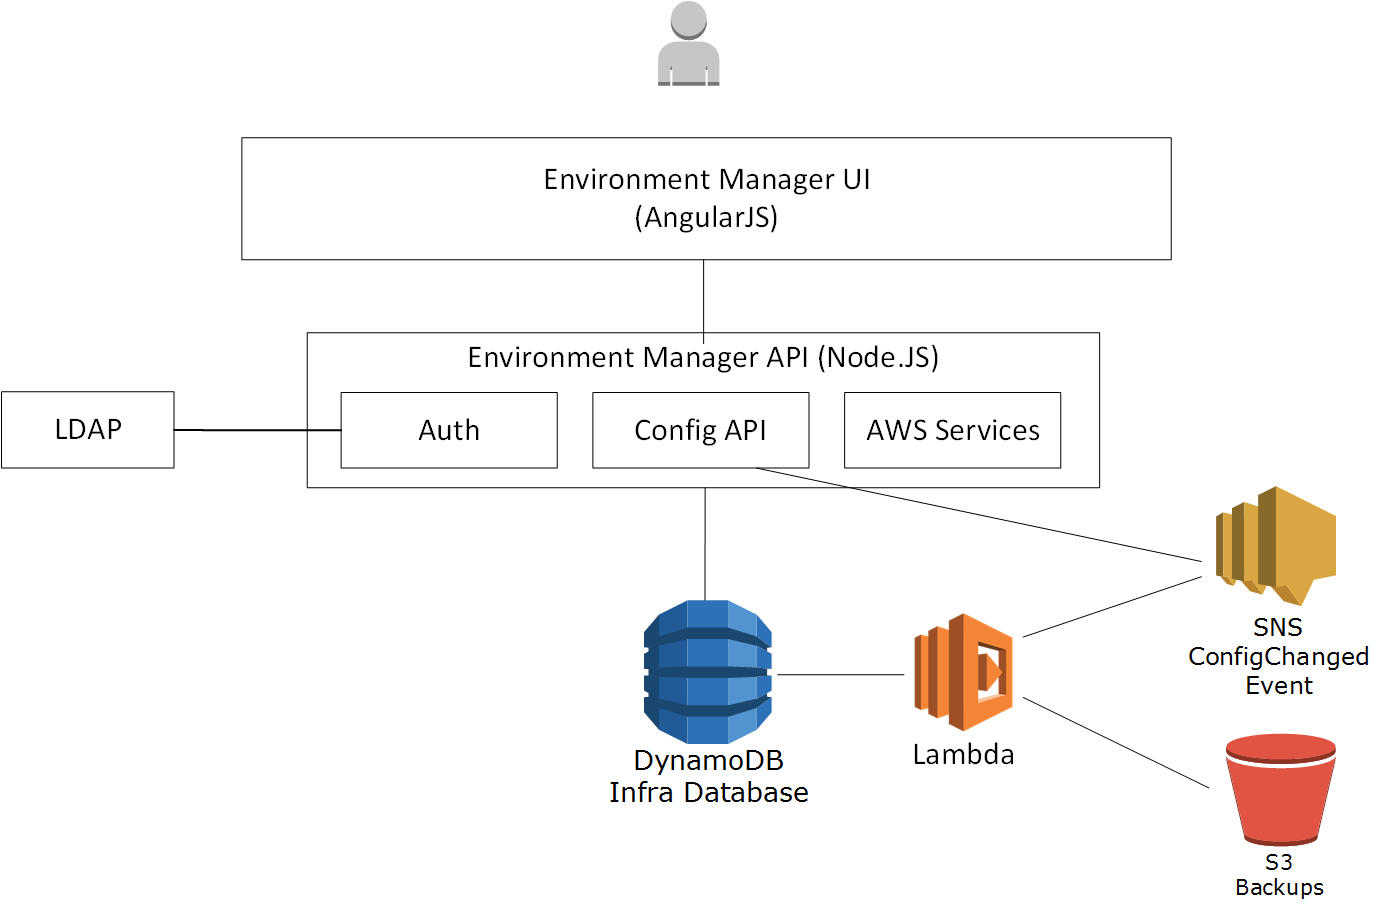 Environment Manager UI
(AngularJS)
Environment Manager API (Node.JS)
LDAP
Auth
Config API
AWS Services
SNS
ConfigChanged
Event
DynamoDB
Infra Database
Lambda
S3
Backups